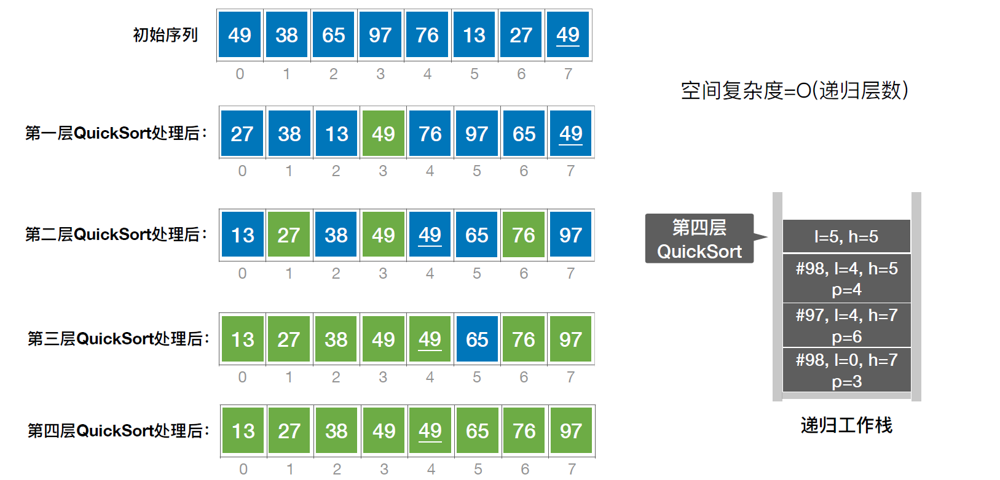 初始序列
49 38 65 97 76 13 27 49
0 1 2 3 4 5 6 7
空间复杂度=O(递归层数)
第一层QuickSort处理后：
27 38 13 49 76 97 65 49
0 1 2 3 4 5 6 7
第二层QuickSort处理后：
13 27 38 49 49 65 76 97
0 1 2 3 4 5 6 7
第三层QuickSort处理后：
13 27 38 49 49 65 76 97
0 1 2 3 4 5 6 7
第四层QuickSort处理后：
13 27 38 49 49 65 76 97
0 1 2 3 4 5 6 7
第四层
QuickSort
l=5, h=5
#98, l=4, h=5
p=4
#97, l=4, h=7
p=6
#98, l=0, h=7
p=3
递归工作栈